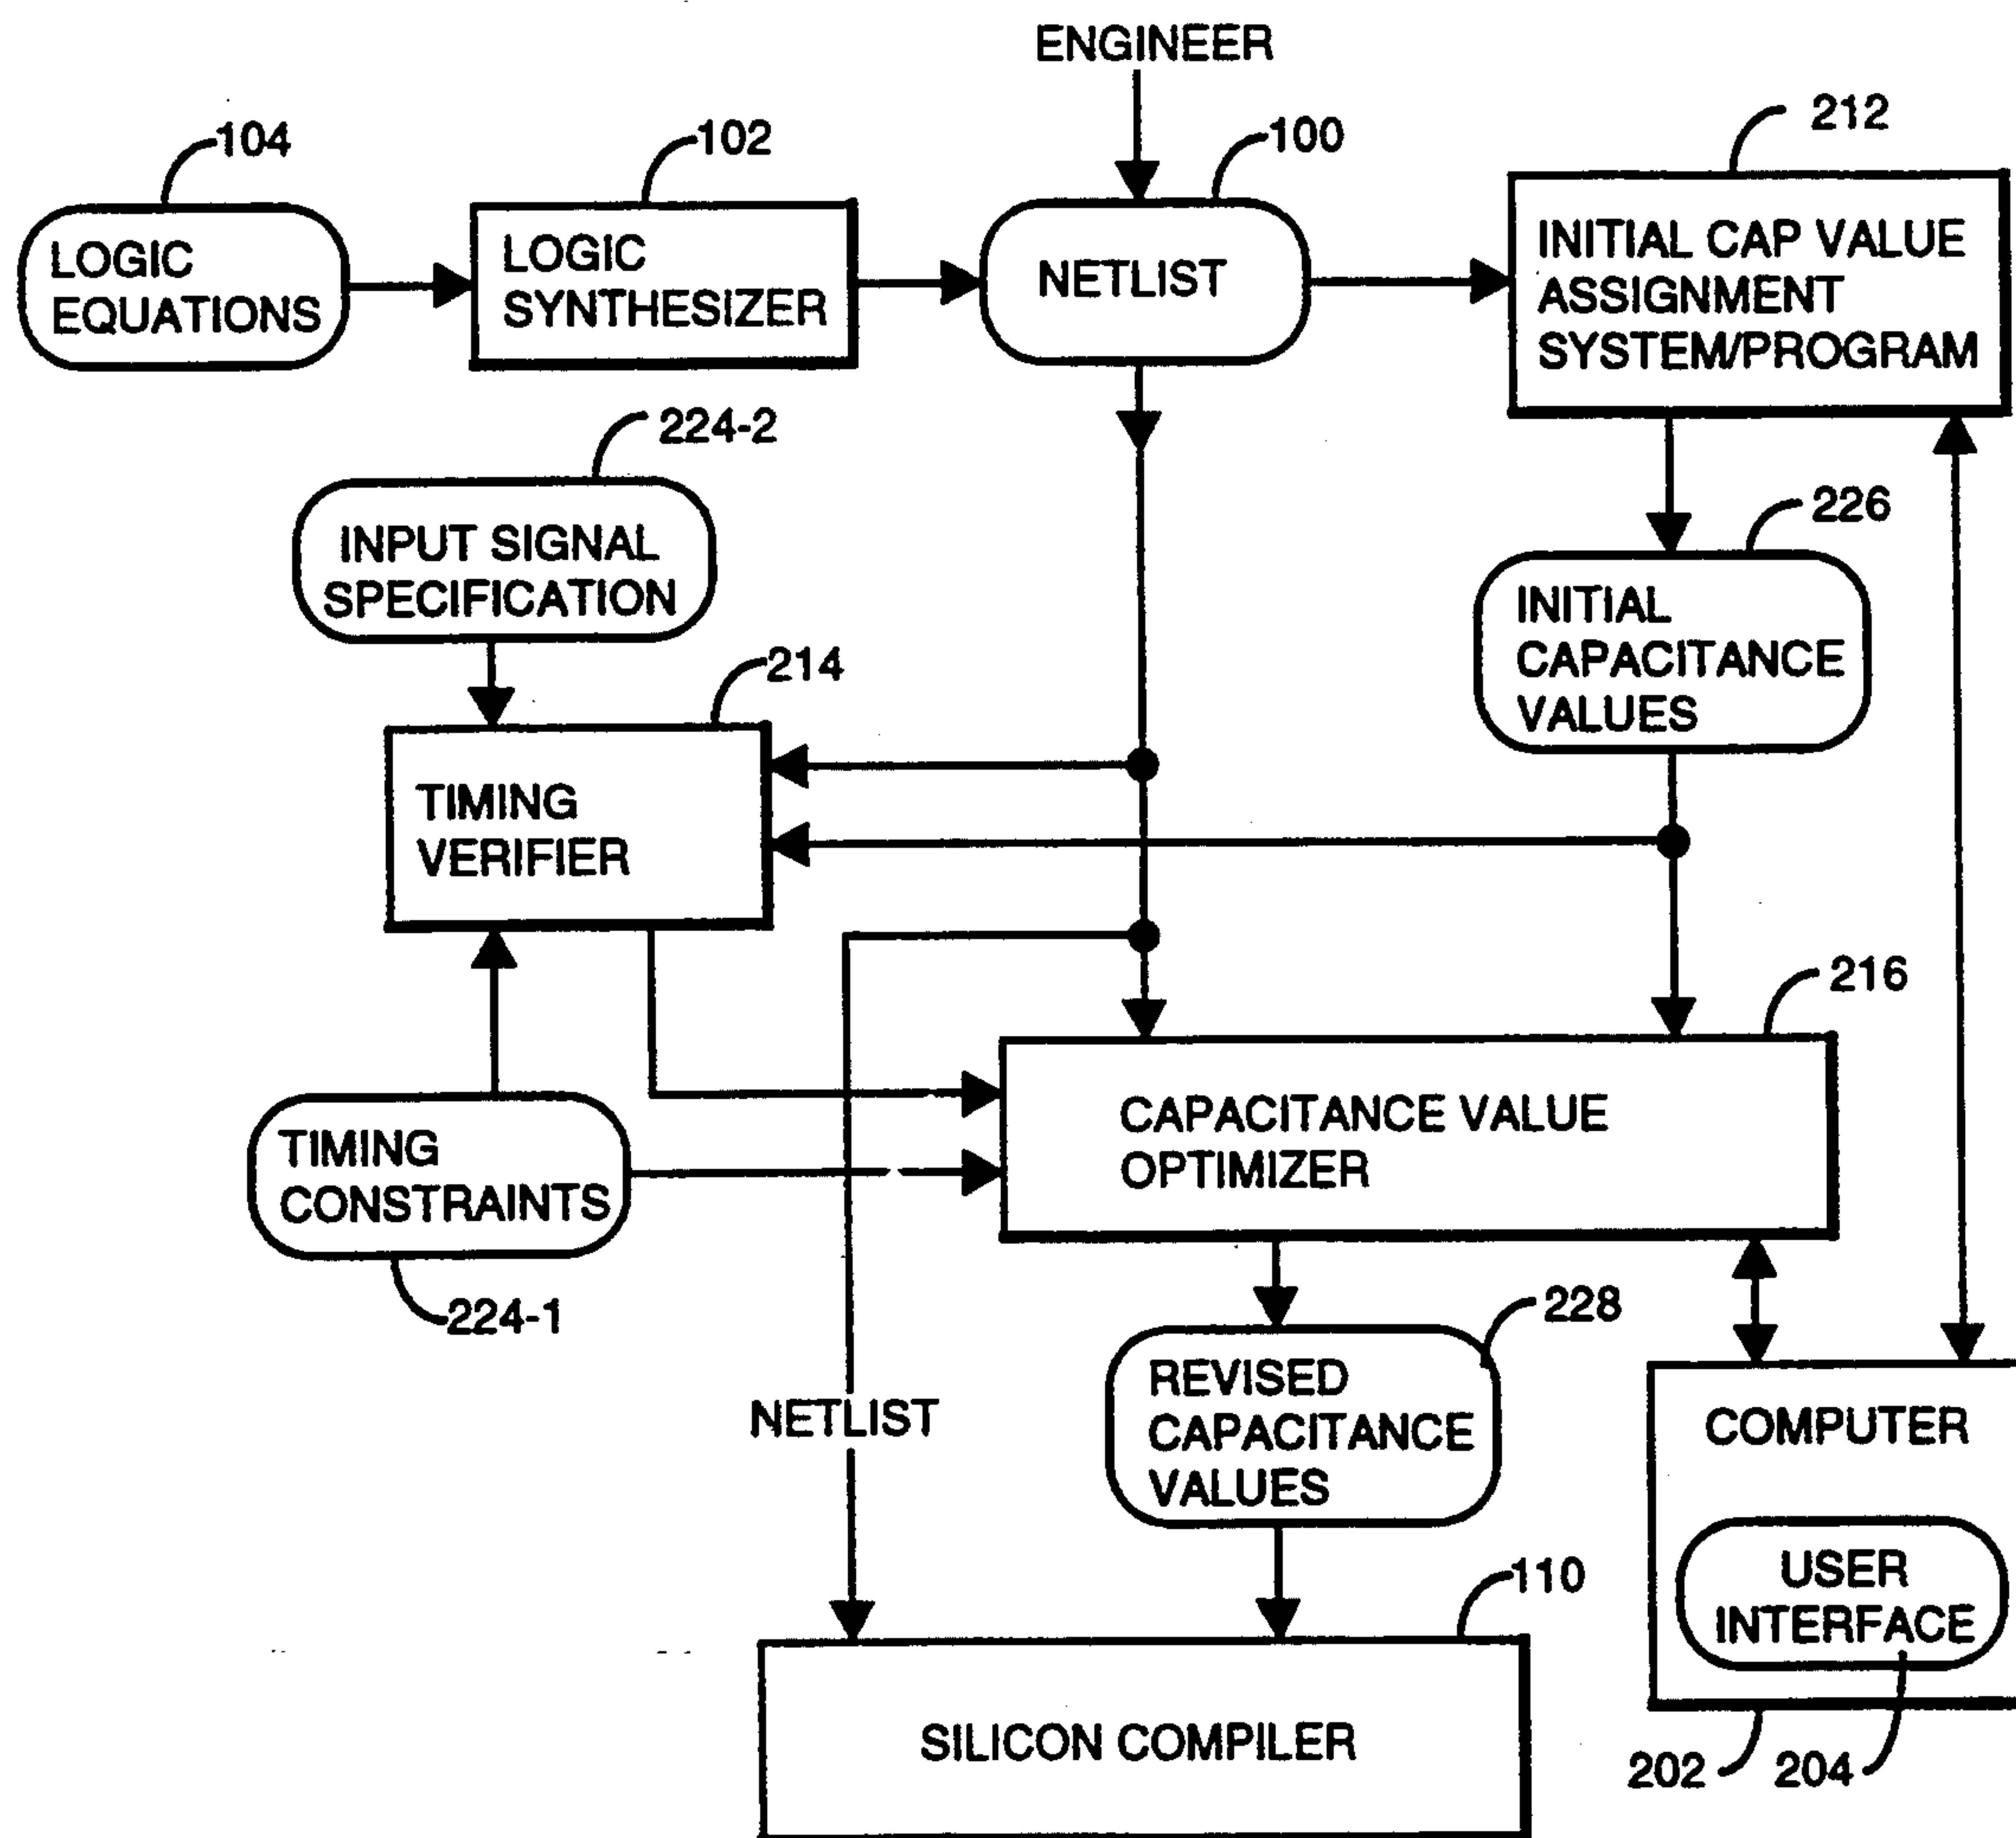 ENGINEER
104
102
100
212
LOGIC
EQUATIONS
LOGIC
SYNTHESIZER
NETLIST
INITIAL CAP VALUE
ASSIGNMENT
SYSTEM/PROGRAM
224-2
INPUT SIGNAL
SPECIFICATION
226
INITIAL
CAPACITANCE
VALUES
214
TIMING
VERIFIER
216
CAPACITANCE VALUE
OPTIMIZER
TIMING
CONSTRAINTS
224-1
228
REVISED
CAPACITANCE
VALUES
NETLIST
COMPUTER
USER
INTERFACE
110
SILICON COMPILER
202
204